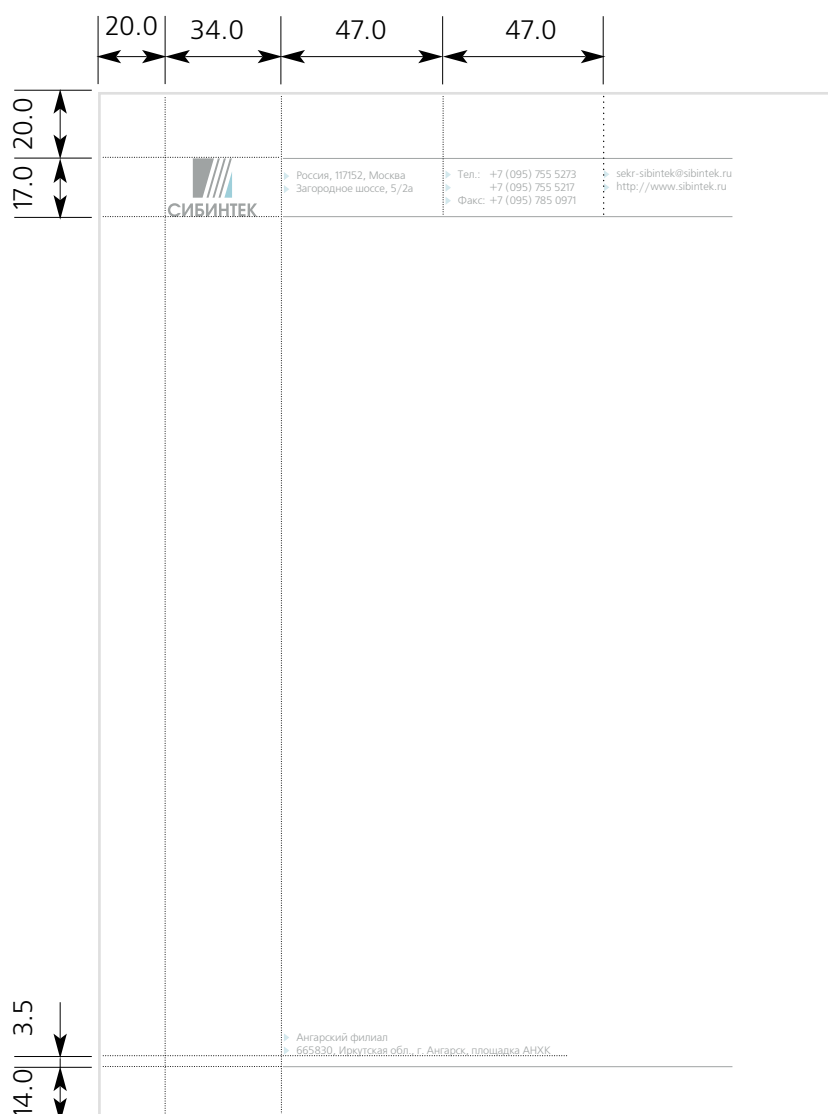 20.0 34.0 47.0 47.0
20.0
17.0
СИБИНТЕК
Россия, 117152, Москва
Загородное шоссе, 5/2а
Тел.: +7 (095) 755 5273
+7 (095) 755 5217
Факс: +7 (095) 785 0971
sekr-sibintek@sibintek.ru
http://www.sibintek.ru
3.5
Ангарский филиал
665830, Иркутская обл., г. Ангарск, площадка АНХК
14.0